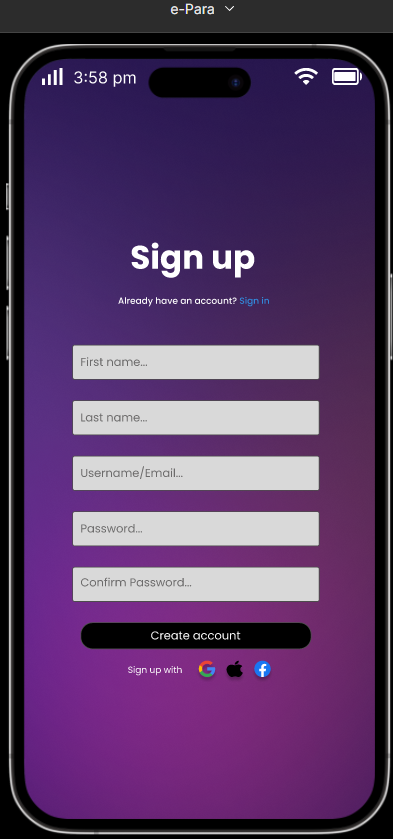 e-Para
3:58 pm
Sign up
Already have an account? Sign in
First name...
Last name...
Username/Email...
Password...
Confirm Password...
Create account
Sign up with